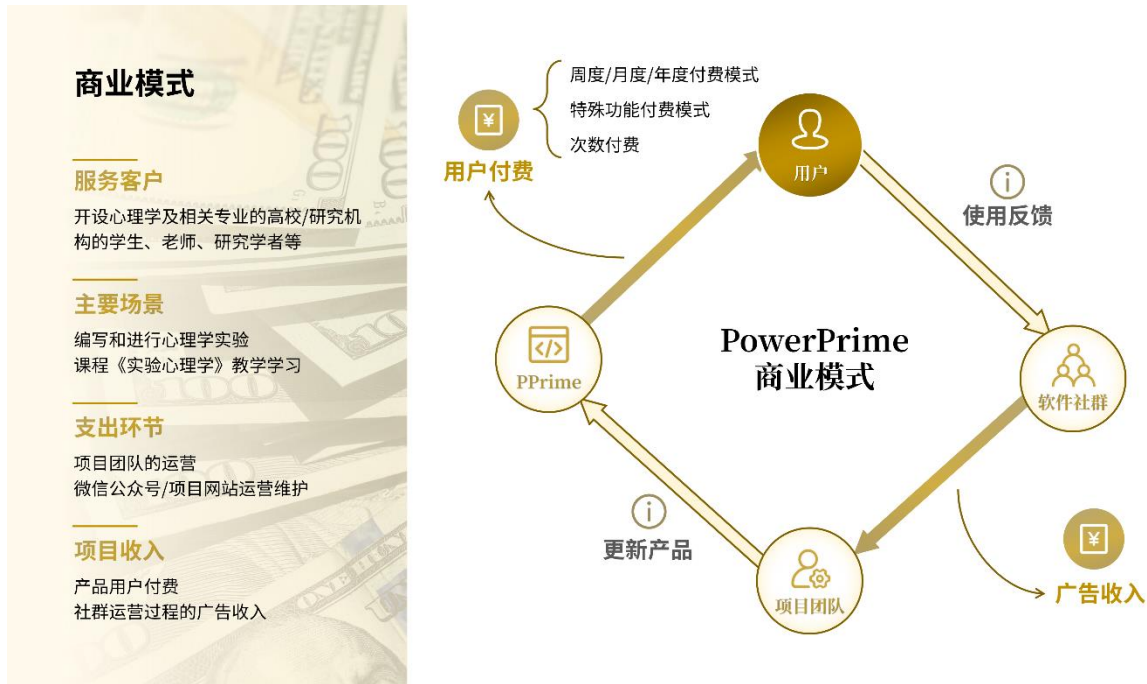 商业模式
服务客户
开设心理学及相关专业的高校/研究机
构的学生、老师、研究学者等
主要场景
编写和进行心理学实验
课程《实验心理学》教学学习
支出环节
项目团队的运营
微信公众号/项目网站运营维护
项目收入
产品用户付费
社群运营过程的广告收入
周度/月度/年度付费模式
特殊功能付费模式
次数付费
¥
用户付费
用户
使用反馈
PPrime
PowerPrime
商业模式
软件社群
更新产品
项目团队
¥
广告收入